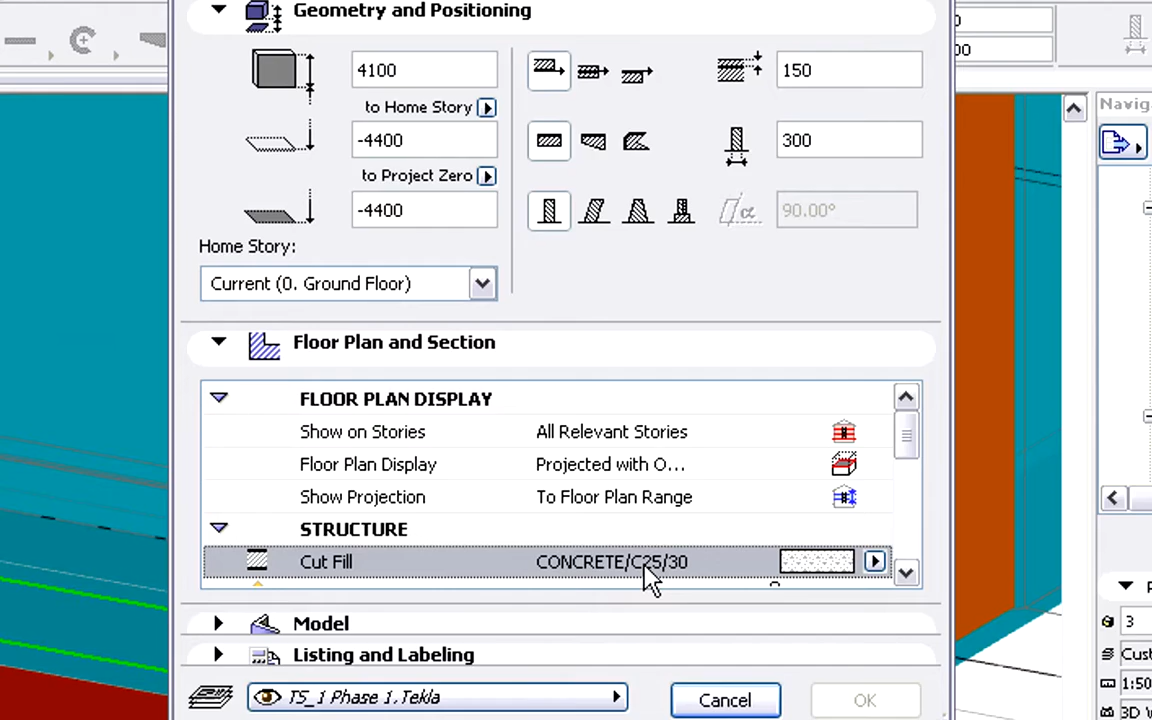 Geometry and Positioning
4100
150
to Home Story
-4400
300
to Project Zero
-4400
90.00°
Home Story:
Current (0. Ground Floor)
Floor Plan and Section
FLOOR PLAN DISPLAY
Show on Stories All Relevant Stories
Floor Plan Display Projected with O...
Show Projection To Floor Plan Range
STRUCTURE
Cut Fill CONCRETE/C25/30
Model
Listing and Labeling
TS_1 Phase 1.Tekla
Cancel
OK
0
00
Navig
3
Cust
1:50
3D W